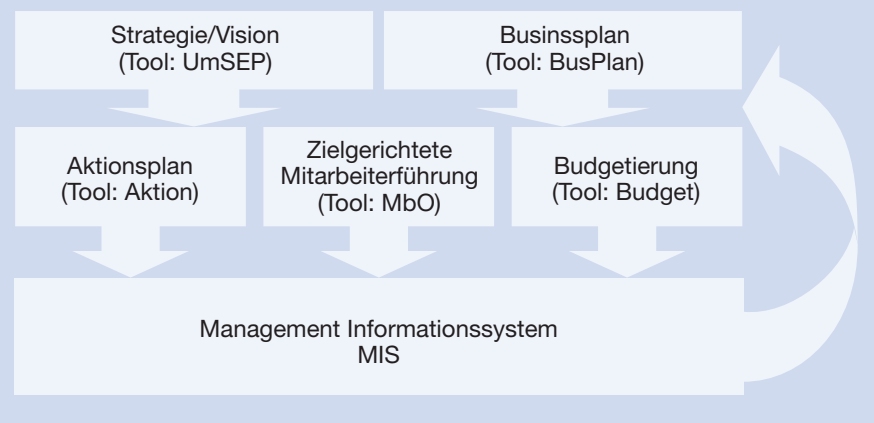 Strategie/Vision
(Tool: UmSEP)
Businssplan
(Tool: BusPlan)
Aktionsplan
(Tool: Aktion)
Zielgerichtete
Mitarbeiterführung
(Tool: MbO)
Budgetierung
(Tool: Budget)
Management Informationssystem
MIS